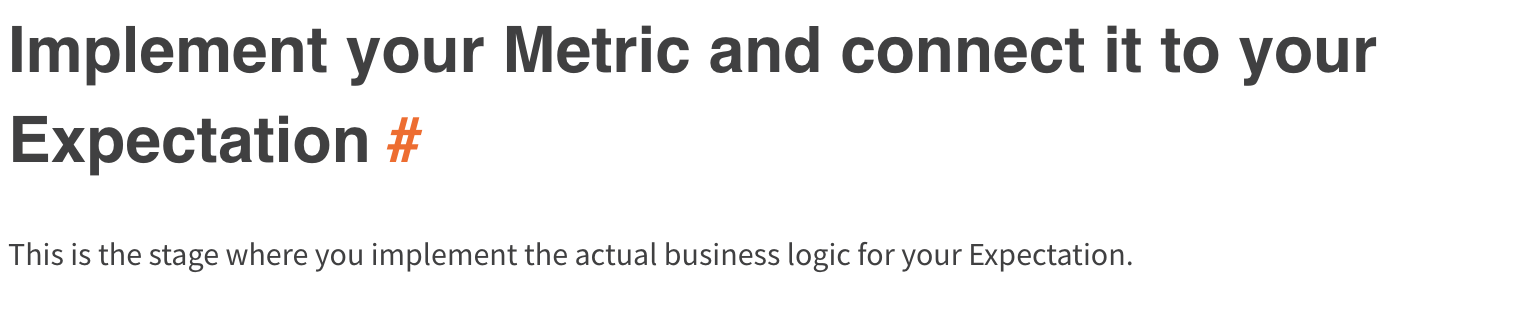 Implement your Metric and connect it to your
Expectation #
This is the stage where you implement the actual business logic for your Expectation.